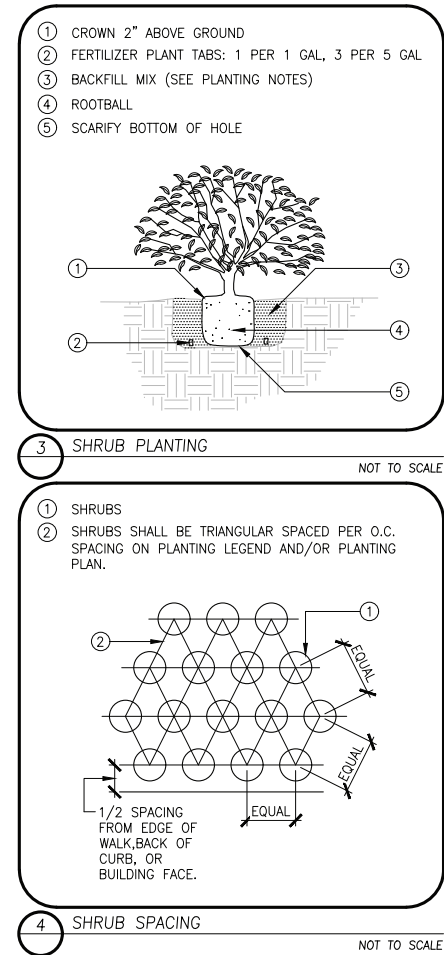 ① CROWN 2" ABOVE GROUND
② FERTILIZER PLANT TABS: 1 PER 1 GAL, 3 PER 5 GAL
③ BACKFILL MIX (SEE PLANTING NOTES)
④ ROOTBALL
⑤ SCARIFY BOTTOM OF HOLE
①
③
②
④
⑤
3 SHRUB PLANTING
NOT TO SCALE
① SHRUBS
② SHRUBS SHALL BE TRIANGULAR SPACED PER O.C.
SPACING ON PLANTING LEGEND AND/OR PLANTING
PLAN.
①
②
EQUAL
EQUAL
EQUAL
1/2 SPACING
FROM EDGE OF
WALK,BACK OF
CURB, OR
BUILDING FACE.
4 SHRUB SPACING
NOT TO SCALE